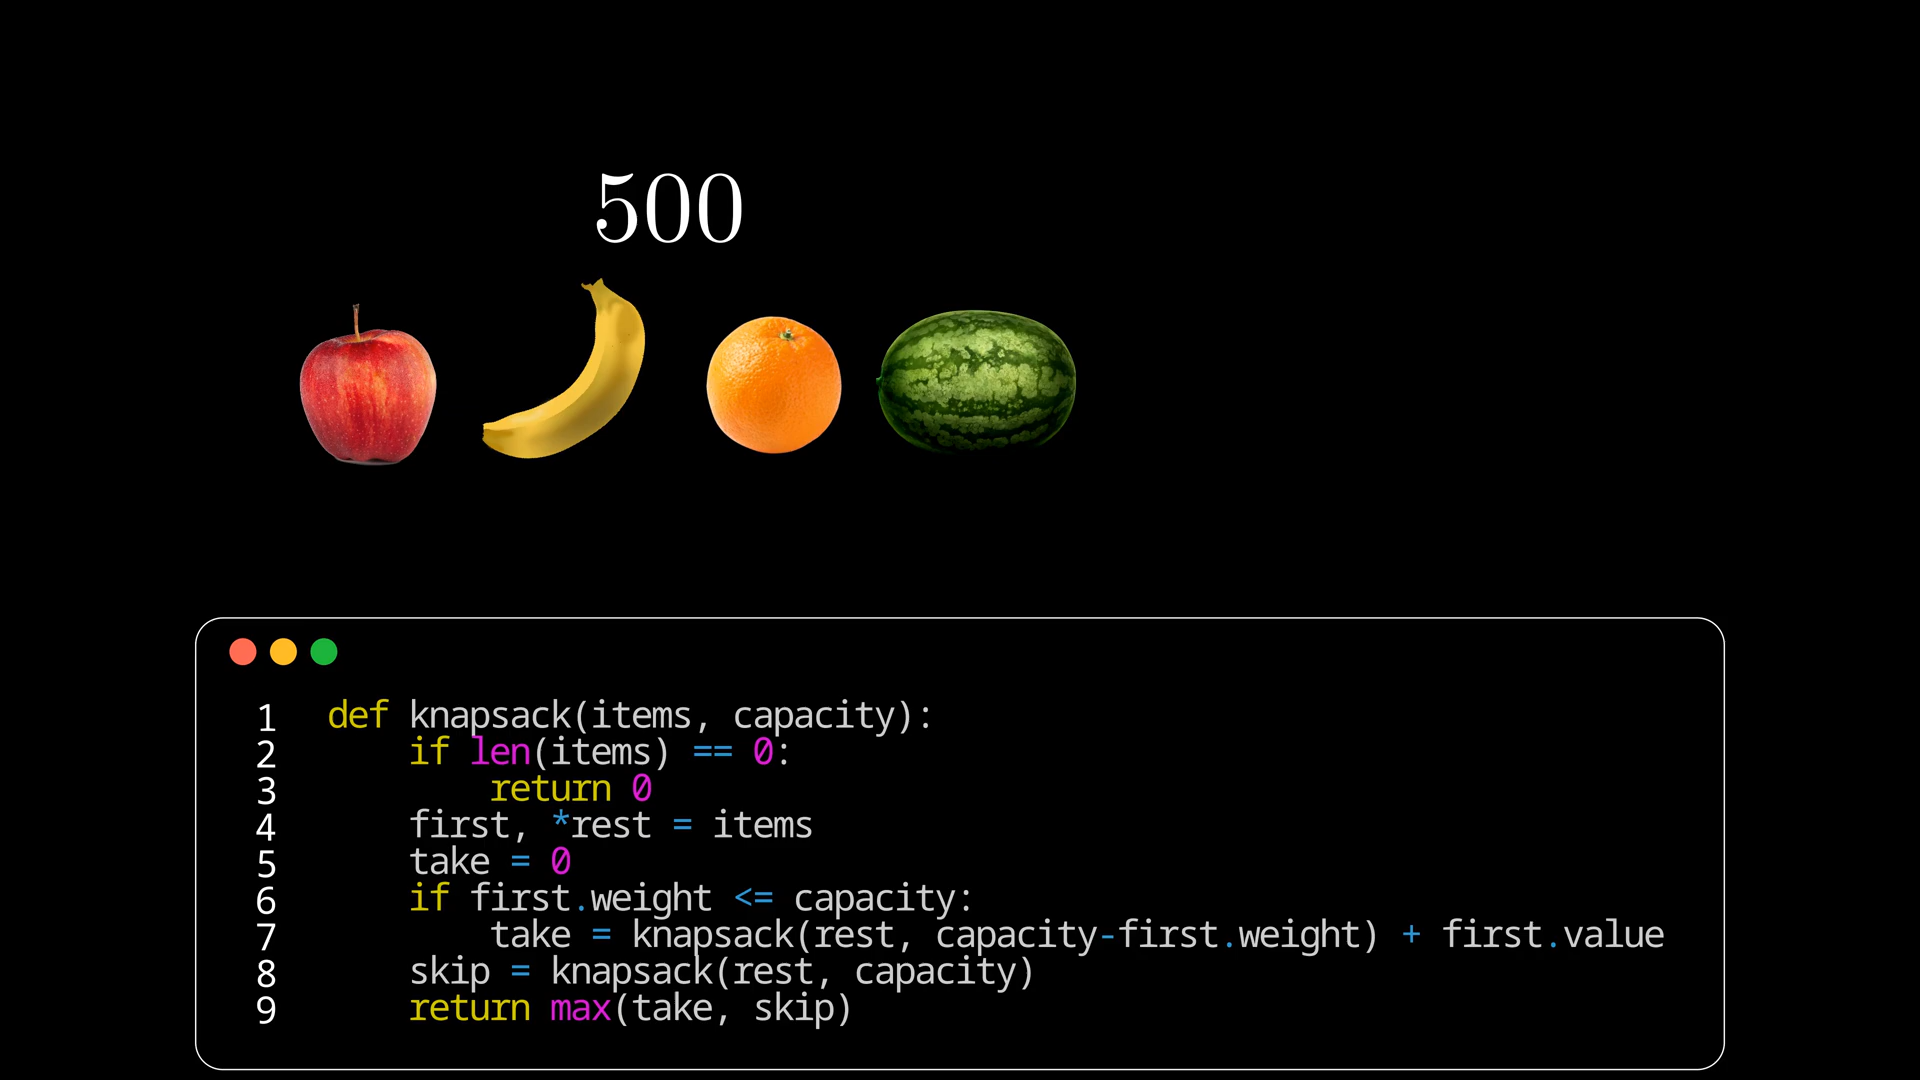 500
1 def knapsack(items, capacity):
2     if len(items) == 0:
3         return 0
4     first, *rest = items
5     take = 0
6     if first.weight <= capacity:
7         take = knapsack(rest, capacity-first.weight) + first.value
8     skip = knapsack(rest, capacity)
9     return max(take, skip)